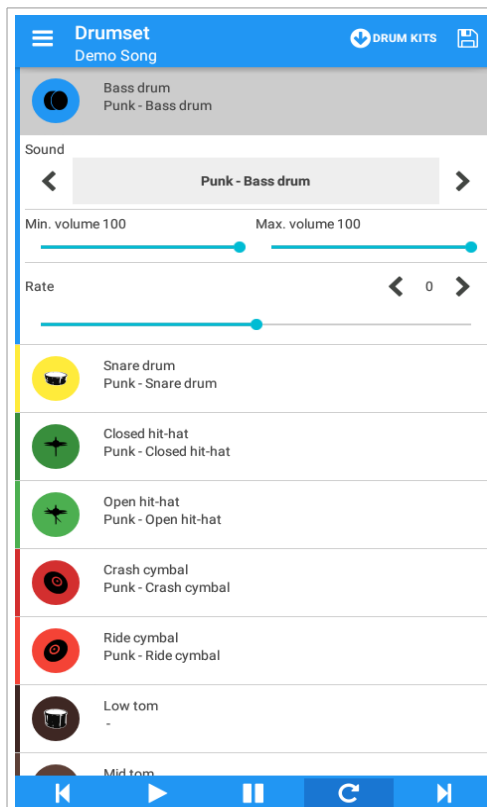 Drumset
DRUM KITS
Demo Song
Bass drum
Punk - Bass drum
Sound
Punk - Bass drum
Min. volume 100 Max. volume 100
Rate 0
Snare drum
Punk - Snare drum
Closed hit-hat
Punk - Closed hit-hat
Open hit-hat
Punk - Open hit-hat
Crash cymbal
Punk - Crash cymbal
Ride cymbal
Punk - Ride cymbal
Low tom
-
Mid tom